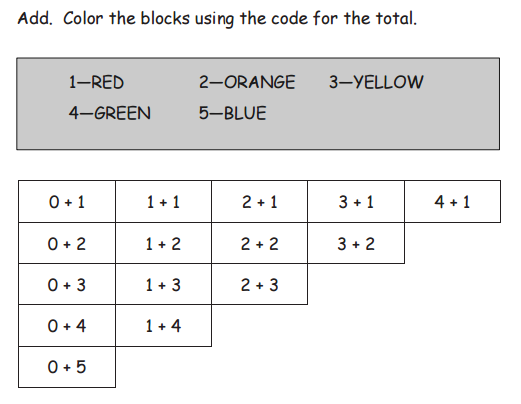 Add. Color the blocks using the code for the total.
1—RED 2—ORANGE 3—YELLOW
4—GREEN 5—BLUE
0 + 1 1 + 1 2 + 1 3 + 1 4 + 1
0 + 2 1 + 2 2 + 2 3 + 2
0 + 3 1 + 3 2 + 3
0 + 4 1 + 4
0 + 5